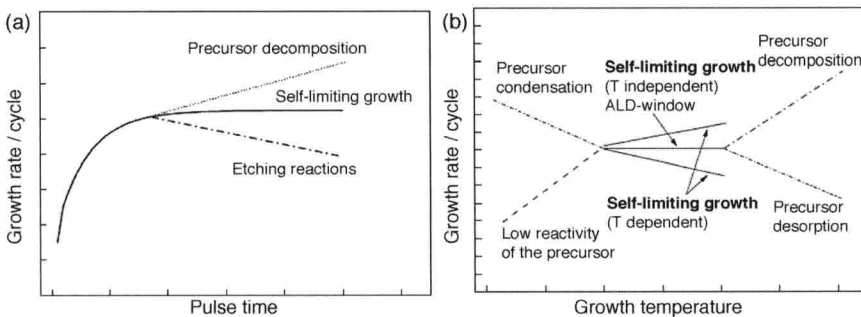 (a)
Growth rate / cycle
Precursor decomposition
Self-limiting growth
Etching reactions
Pulse time
(b)
Growth rate / cycle
Precursor
condensation
Self-limiting growth
(T independent)
ALD-window
Precursor
decomposition
Low reactivity
of the precursor
Self-limiting growth
(T dependent)
Precursor
desorption
Growth temperature